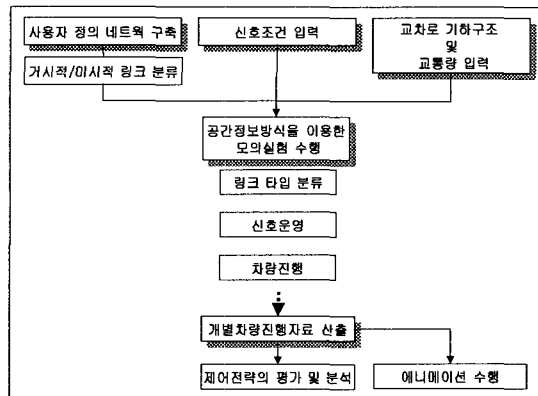 사용자 정의 네트웍 구축
신호조건 입력
교차로 기하구조
및
교통량 입력
거시적/미시적 링크 분류
공간정보방식을 이용한
모의실험 수행
링크 타입 분류
신호운영
차량진행
개별차량진행자료 산출
제어전략의 평가 및 분석
에니메이션 수행